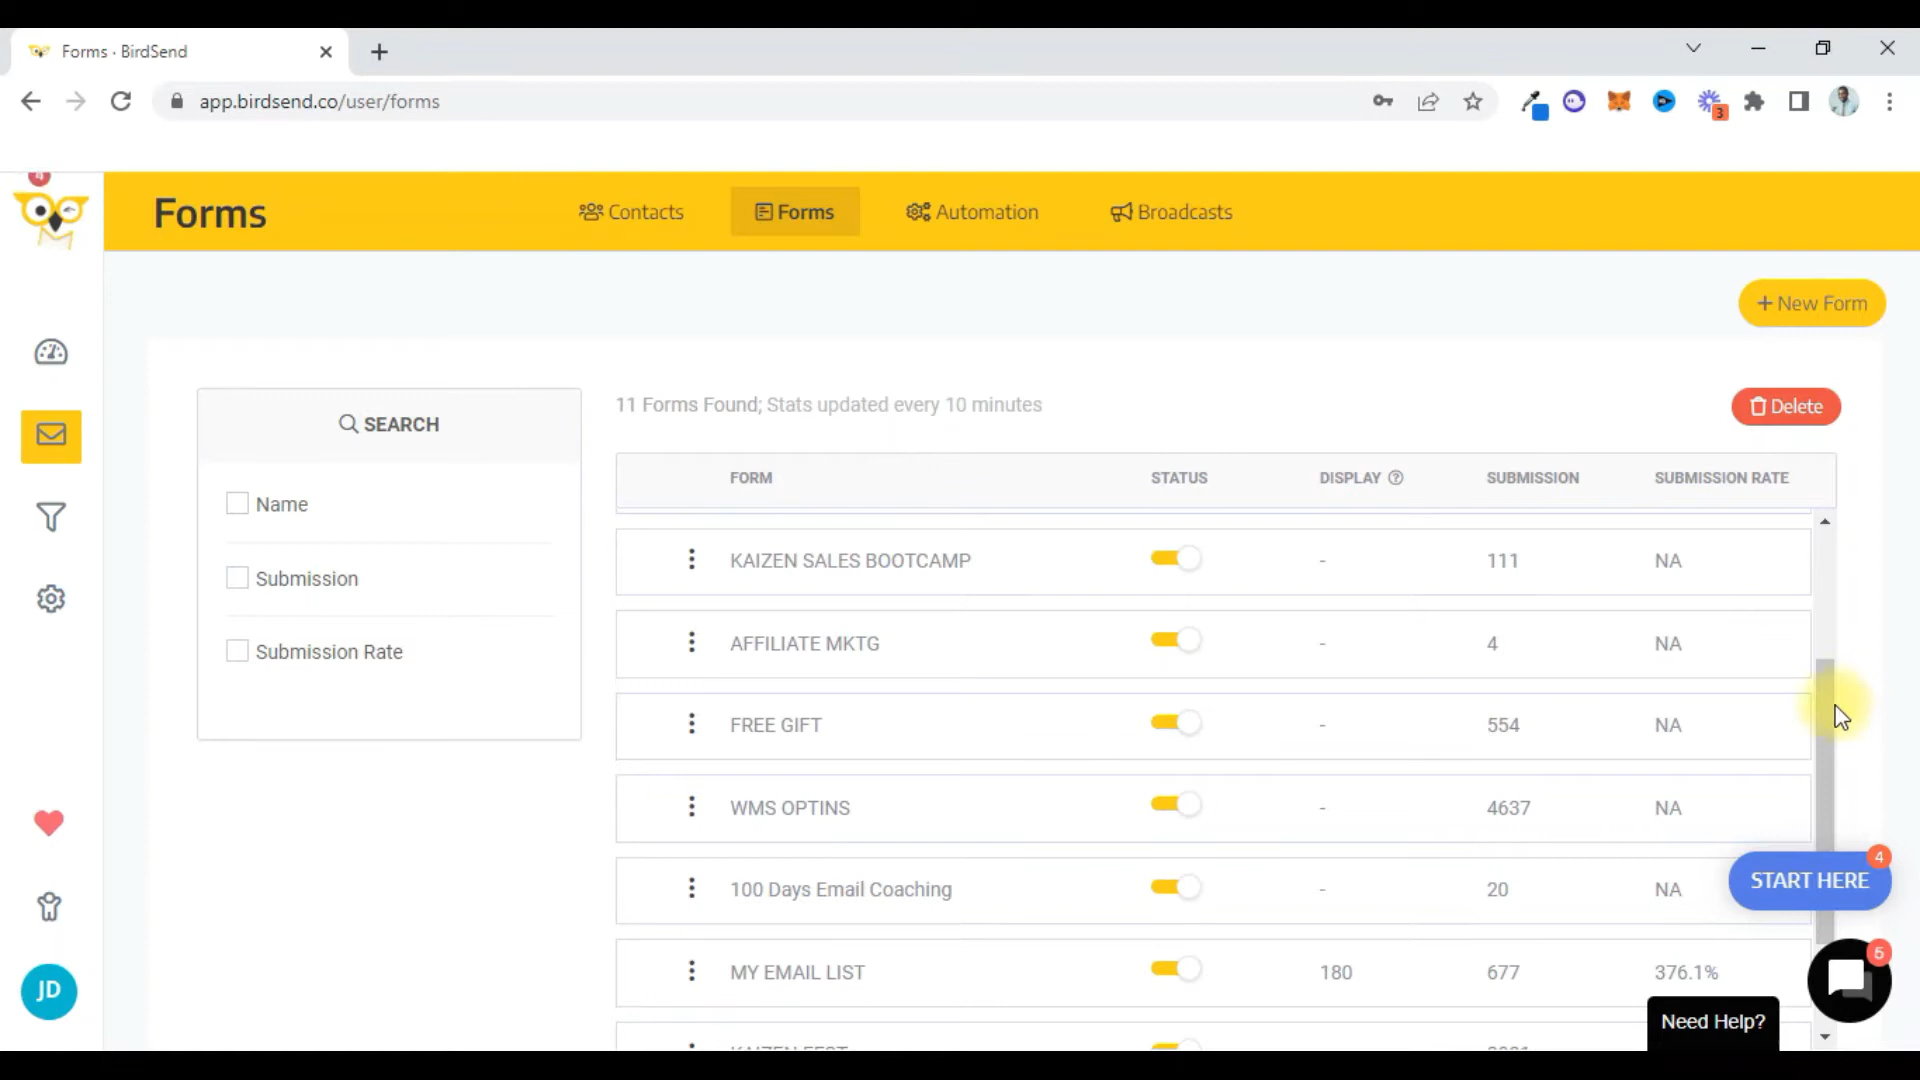 Forms · BirdSend
app.birdsend.co/user/forms
3
Forms
Contacts
Forms
Automation
Broadcasts
+ New Form
SEARCH
Name
Submission
Submission Rate
11 Forms Found; Stats updated every 10 minutes
Delete
FORM STATUS DISPLAY ? SUBMISSION SUBMISSION RATE
KAIZEN SALES BOOTCAMP - 111 NA
AFFILIATE MKTG - 4 NA
FREE GIFT - 554 NA
WMS OPTINS - 4637 NA
100 Days Email Coaching - 20 NA
MY EMAIL LIST 180 677 376.1%
4
START HERE
6
Need Help?
JD